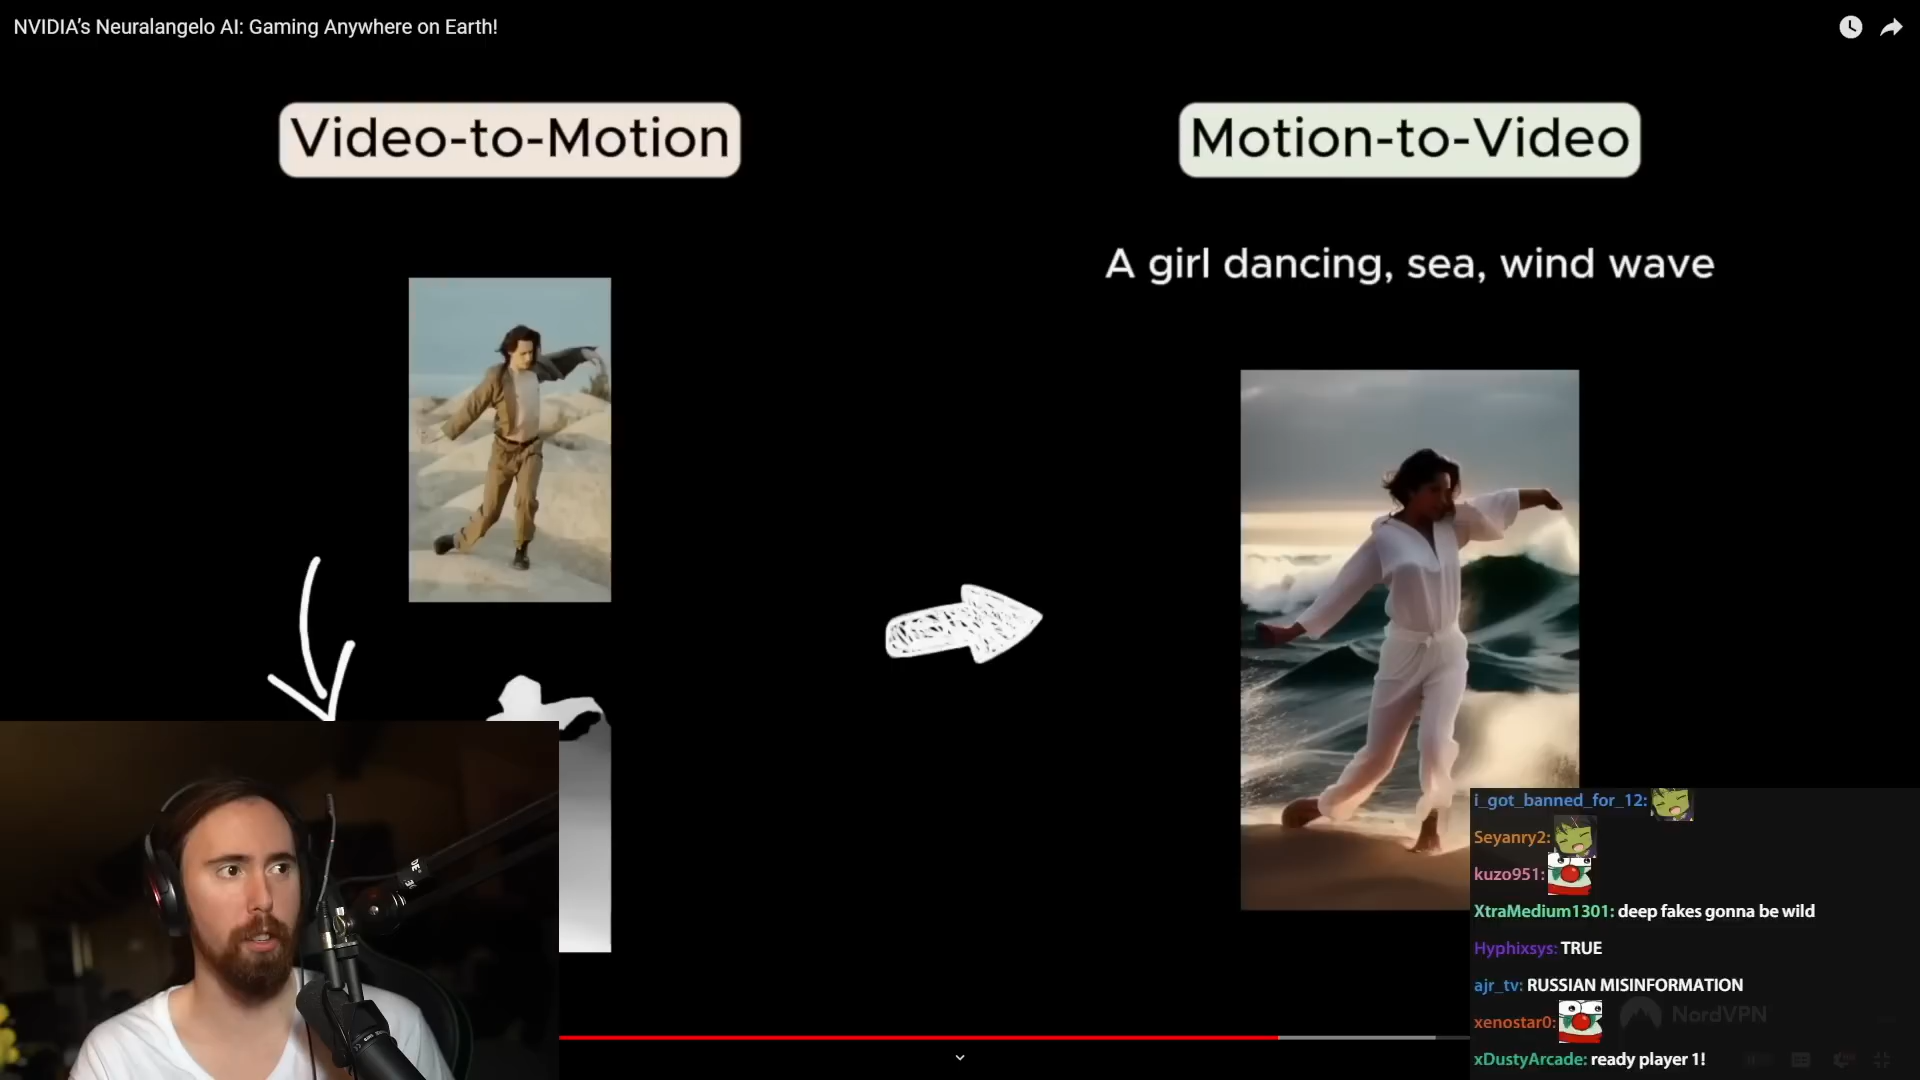 NVIDIA's Neuralangelo AI: Gaming Anywhere on Earth!
Video-to-Motion
Motion-to-Video
A girl dancing, sea, wind wave
i_got_banned_for_12:
Seyanry2:
kuzo951:
XtraMedium1301: deep fakes gonna be wild
Hyphixsys: TRUE
ajr_tv: RUSSIAN MISINFORMATION
xenostar0:
NordVPN
xDustyArcade: ready player 1!